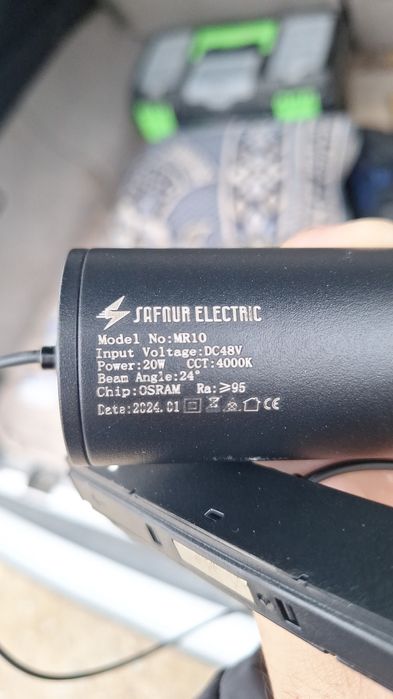 SAFNUR ELECTRIC
Model No:MR10
Input Voltage:DC48V
Power:20W CCT:4000K
Beam Angle:24°
Chip:OSRAM Ra:≥95
Date:2024.01 CE